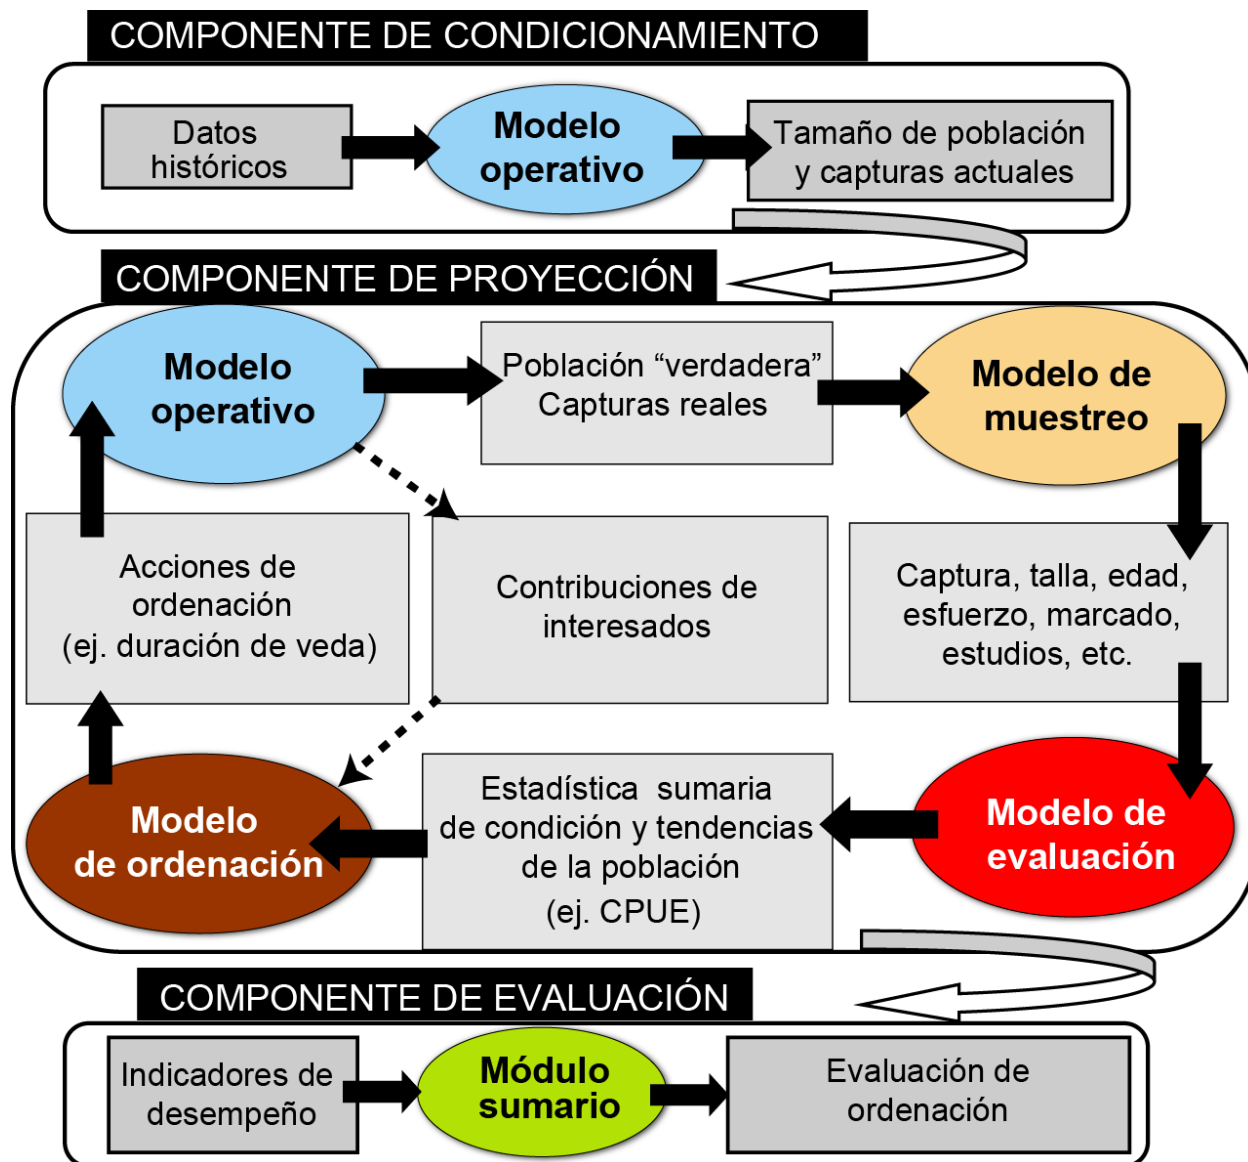 COMPONENTE DE CONDICIONAMIENTO
Datos
históricos
Modelo
operativo
Tamaño de población
y capturas actuales
COMPONENTE DE PROYECCIÓN
Modelo
operativo
Población “verdadera”
Capturas reales
Modelo de
muestreo
Acciones de
ordenación
(ej. duración de veda)
Contribuciones de
interesados
Captura, talla, edad,
esfuerzo, marcado,
estudios, etc.
Modelo
de ordenación
Estadística sumaria
de condición y tendencias
de la población
(ej. CPUE)
Modelo de
evaluación
COMPONENTE DE EVALUACIÓN
Indicadores de
desempeño
Módulo
sumario
Evaluación de
ordenación